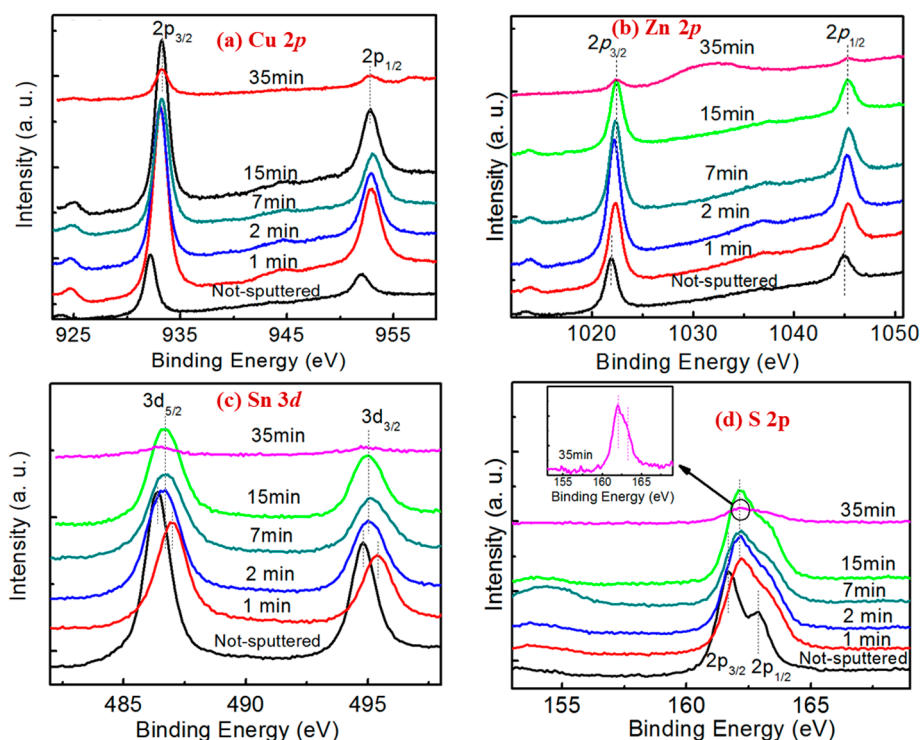 (a) Cu 2p
2p3/2
2p1/2
35min
15min
7min
2 min
1 min
Not-sputtered
Intensity (a. u.)
925 935 945 955
Binding Energy (eV)
(b) Zn 2p
2p3/2
2p1/2
35min
15min
7min
2 min
1 min
Not-sputtered
Intensity (a. u.)
1020 1030 1040 1050
Binding Energy (eV)
(c) Sn 3d
3d5/2
3d3/2
35min
15min
7min
2 min
1 min
Not-sputtered
Intensity (a. u.)
485 490 495
Binding Energy (eV)
(d) S 2p
35min
155 160 165
Binding Energy (eV)
35min
15min
7min
2 min
1 min
Not-sputtered
2p3/2
2p1/2
Intensity (a. u.)
155 160 165
Binding Energy (eV)